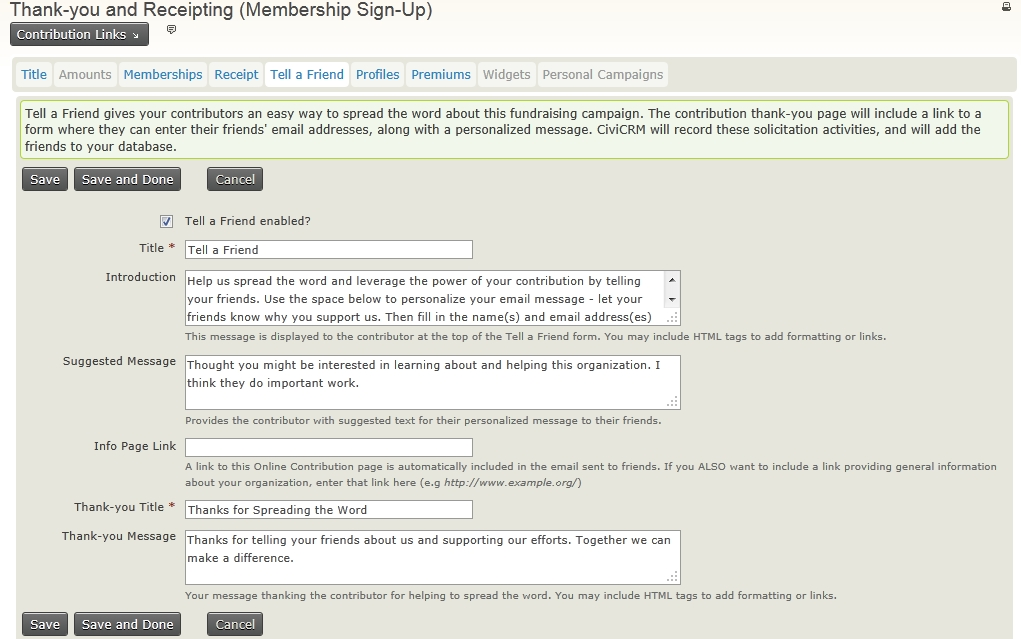 Thank-you and Receipting (Membership Sign-Up)
Contribution Links
Title Amounts Memberships Receipt Tell a Friend Profiles Premiums Widgets Personal Campaigns
Tell a Friend gives your contributors an easy way to spread the word about this fundraising campaign. The contribution thank-you page will include a link to a
form where they can enter their friends' email addresses, along with a personalized message. CiviCRM will record these solicitation activities, and will add the
friends to your database.
Save Save and Done Cancel
Tell a Friend enabled?
Title * Tell a Friend
Introduction Help us spread the word and leverage the power of your contribution by telling
your friends. Use the space below to personalize your email message - let your
friends know why you support us. Then fill in the name(s) and email address(es)
This message is displayed to the contributor at the top of the Tell a Friend form. You may include HTML tags to add formatting or links.
Suggested Message Thought you might be interested in learning about and helping this organization. I
think they do important work.
Provides the contributor with suggested text for their personalized message to their friends.
Info Page Link
A link to this Online Contribution page is automatically included in the email sent to friends. If you ALSO want to include a link providing general information
about your organization, enter that link here (e.g http://www.example.org/)
Thank-you Title * Thanks for Spreading the Word
Thank-you Message Thanks for telling your friends about us and supporting our efforts. Together we can
make a difference.
Your message thanking the contributor for helping to spread the word. You may include HTML tags to add formatting or links.
Save Save and Done Cancel